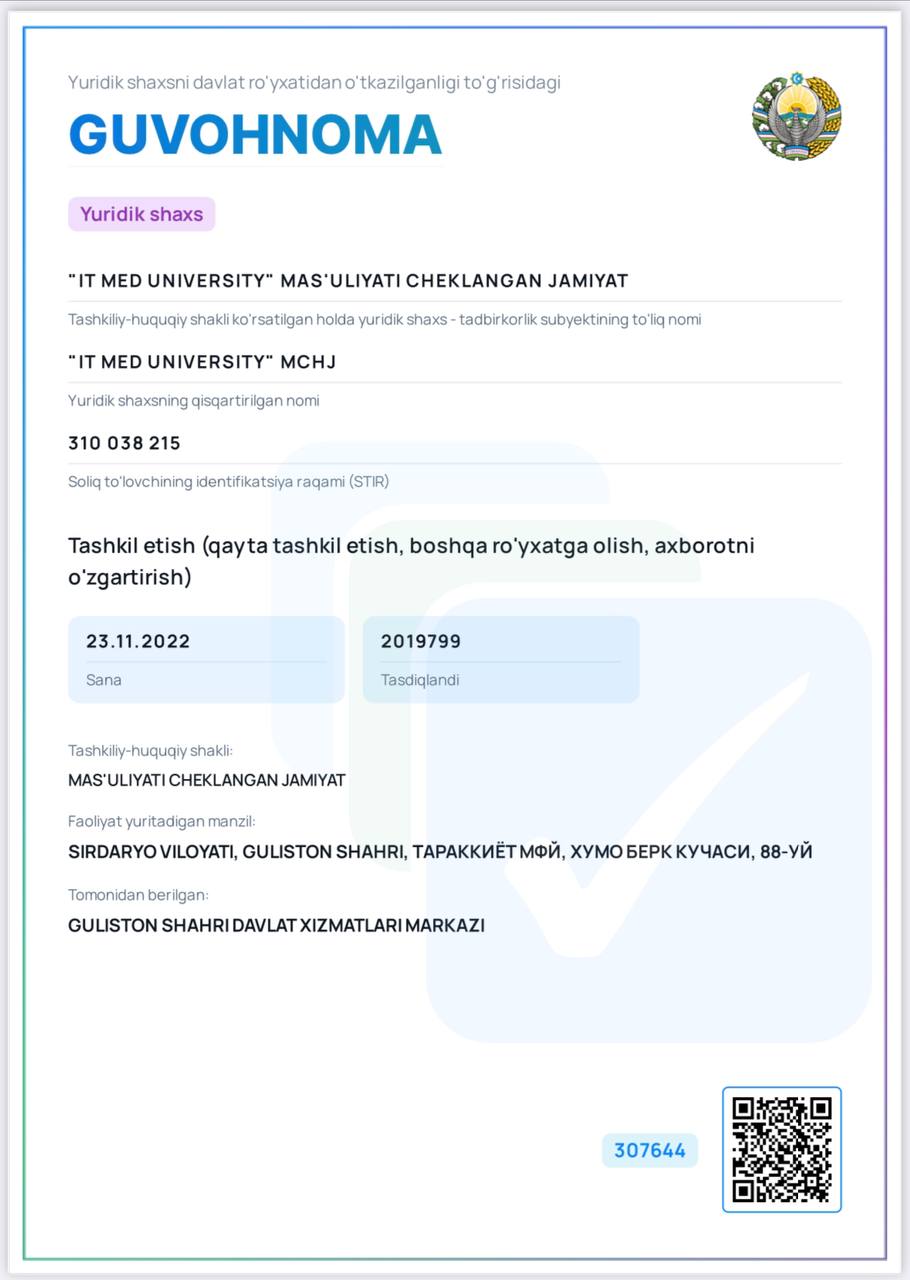 Yuridik shaxsni davlat ro'yxatidan o'tkazilganligi to'g'risidagi
GUVOHNOMA
Yuridik shaxs
"IT MED UNIVERSITY" MAS'ULIYATI CHEKLANGAN JAMIYAT
Tashkiliy-huquqiy shakli ko'rsatilgan holda yuridik shaxs - tadbirkorlik subyektining to'liq nomi
"IT MED UNIVERSITY" MCHJ
Yuridik shaxsning qisqartirilgan nomi
310 038 215
Soliq to'lovchining identifikatsiya raqami (STIR)
Tashkil etish (qayta tashkil etish, boshqa ro'yxatga olish, axborotni
o'zgartirish)
23.11.2022 2019799
Sana Tasdiqlandi
Tashkiliy-huquqiy shakli:
MAS'ULIYATI CHEKLANGAN JAMIYAT
Faoliyat yuritadigan manzil:
SIRDARYO VILOYATI, GULISTON SHAHRI, ТАРАККИЁТ МФЙ, ХУМО БЕРК КУЧАСИ, 88-УЙ
Tomonidan berilgan:
GULISTON SHAHRI DAVLAT XIZMATLARI MARKAZI
307644